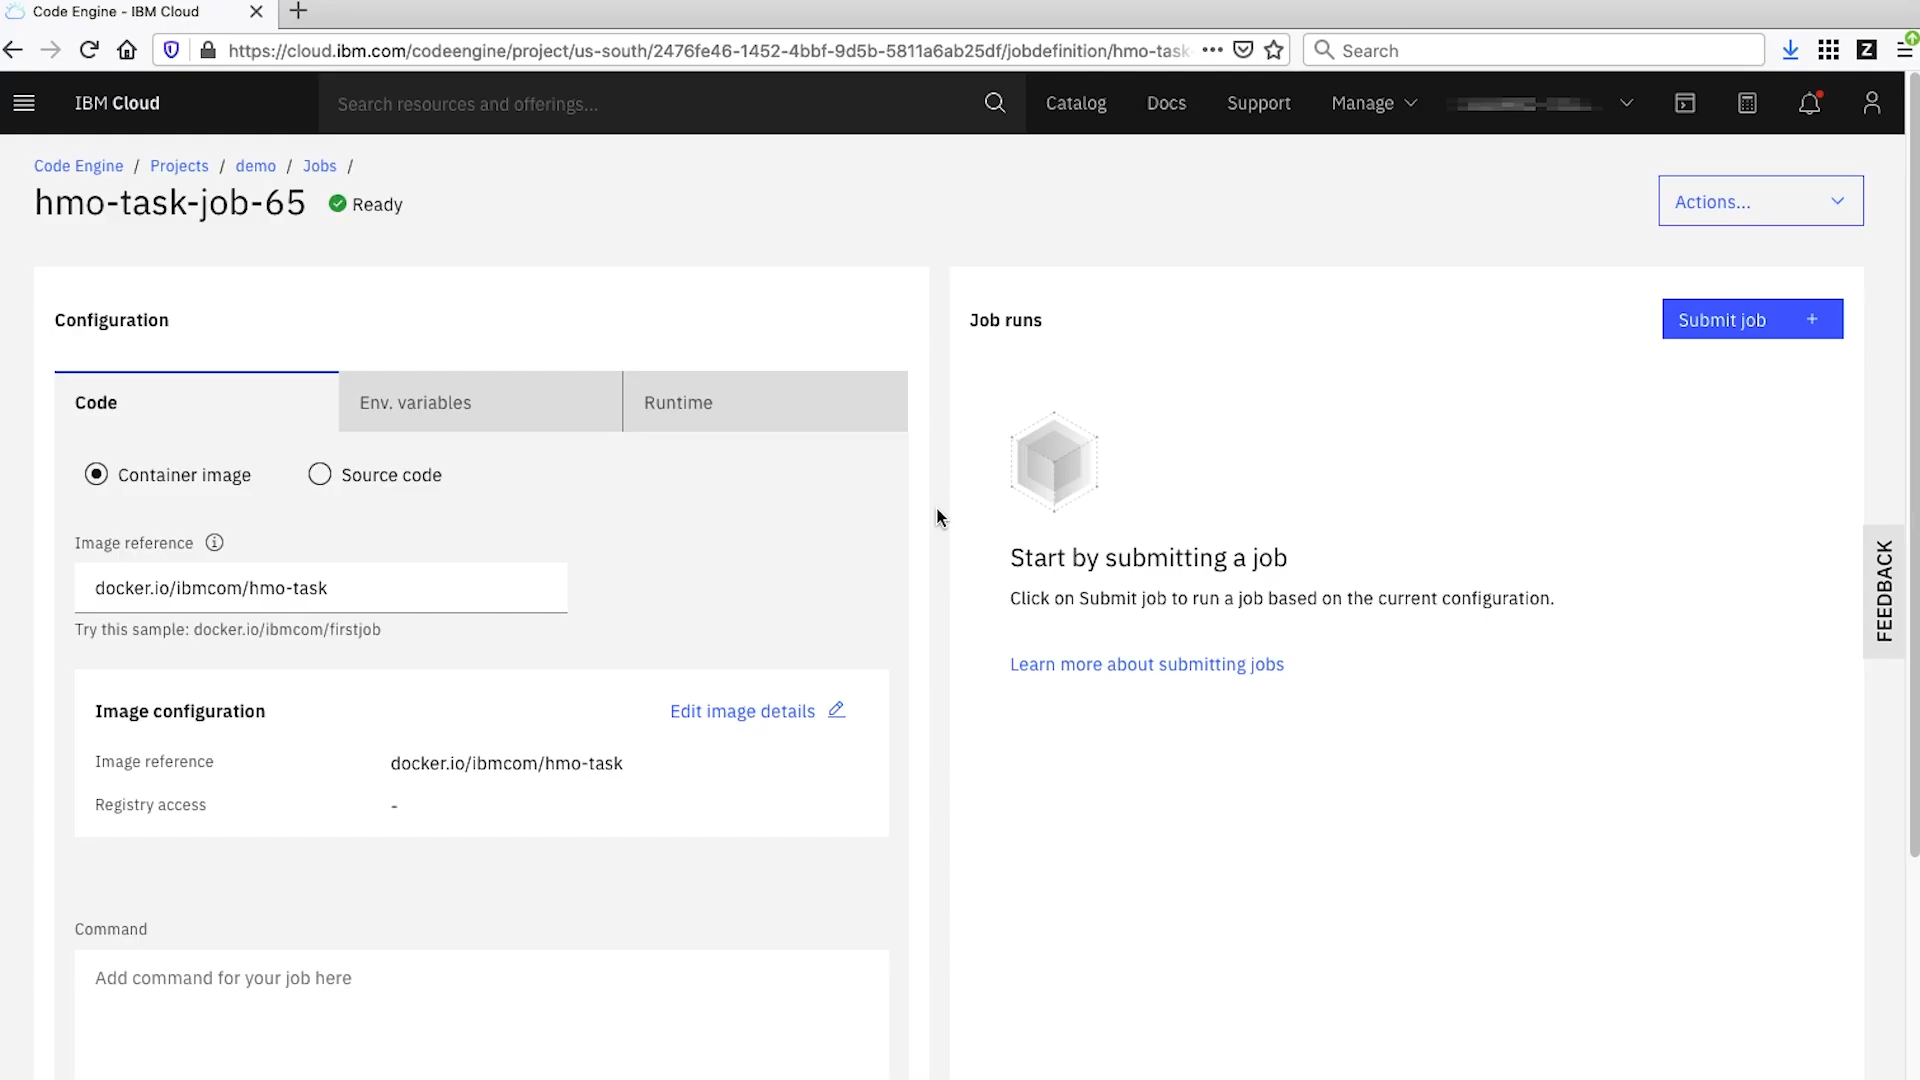 Code Engine - IBM Cloud
https://cloud.ibm.com/codeengine/project/us-south/2476fe46-1452-4bbf-9d5b-5811a6ab25df/jobdefinition/hmo-task-
Search
Z
IBM Cloud
Search resources and offerings...
Catalog
Docs
Support
Manage
Code Engine / Projects / demo / Jobs /
hmo-task-job-65
Ready
Actions...
Configuration
Code
Env. variables
Runtime
Container image
Source code
Image reference
docker.io/ibmcom/hmo-task
Try this sample: docker.io/ibmcom/firstjob
Image configuration
Edit image details
Image reference
docker.io/ibmcom/hmo-task
Registry access
-
Command
Add command for your job here
Job runs
Submit job +
Start by submitting a job
Click on Submit job to run a job based on the current configuration.
Learn more about submitting jobs
FEEDBACK